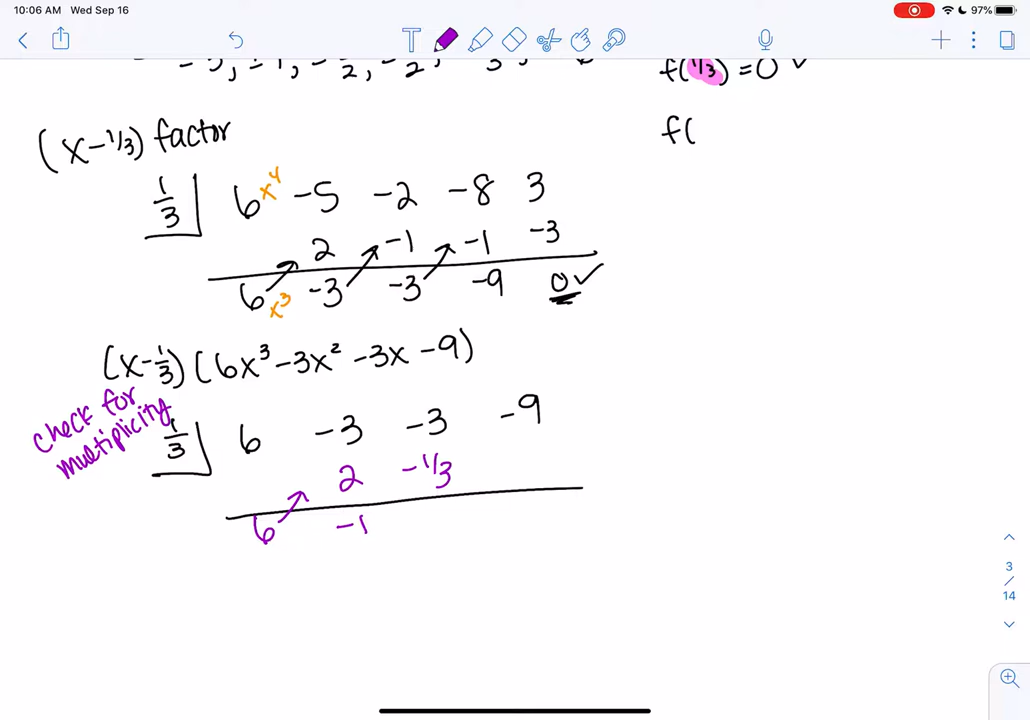 10:06 AM Wed Sep 16
97%
f(1/3) = 0 ✓
(x - 1/3) factor
f(
1/3 6x⁴ -5 -2 -8 3
2 -1 -1 -3
6x³ -3 -3 -9 0 ✓
(x - 1/3)(6x³ - 3x² - 3x - 9)
check for
multiplicity
1/3 6 -3 -3 -9
2 -1/3
6 -1
3
/
14